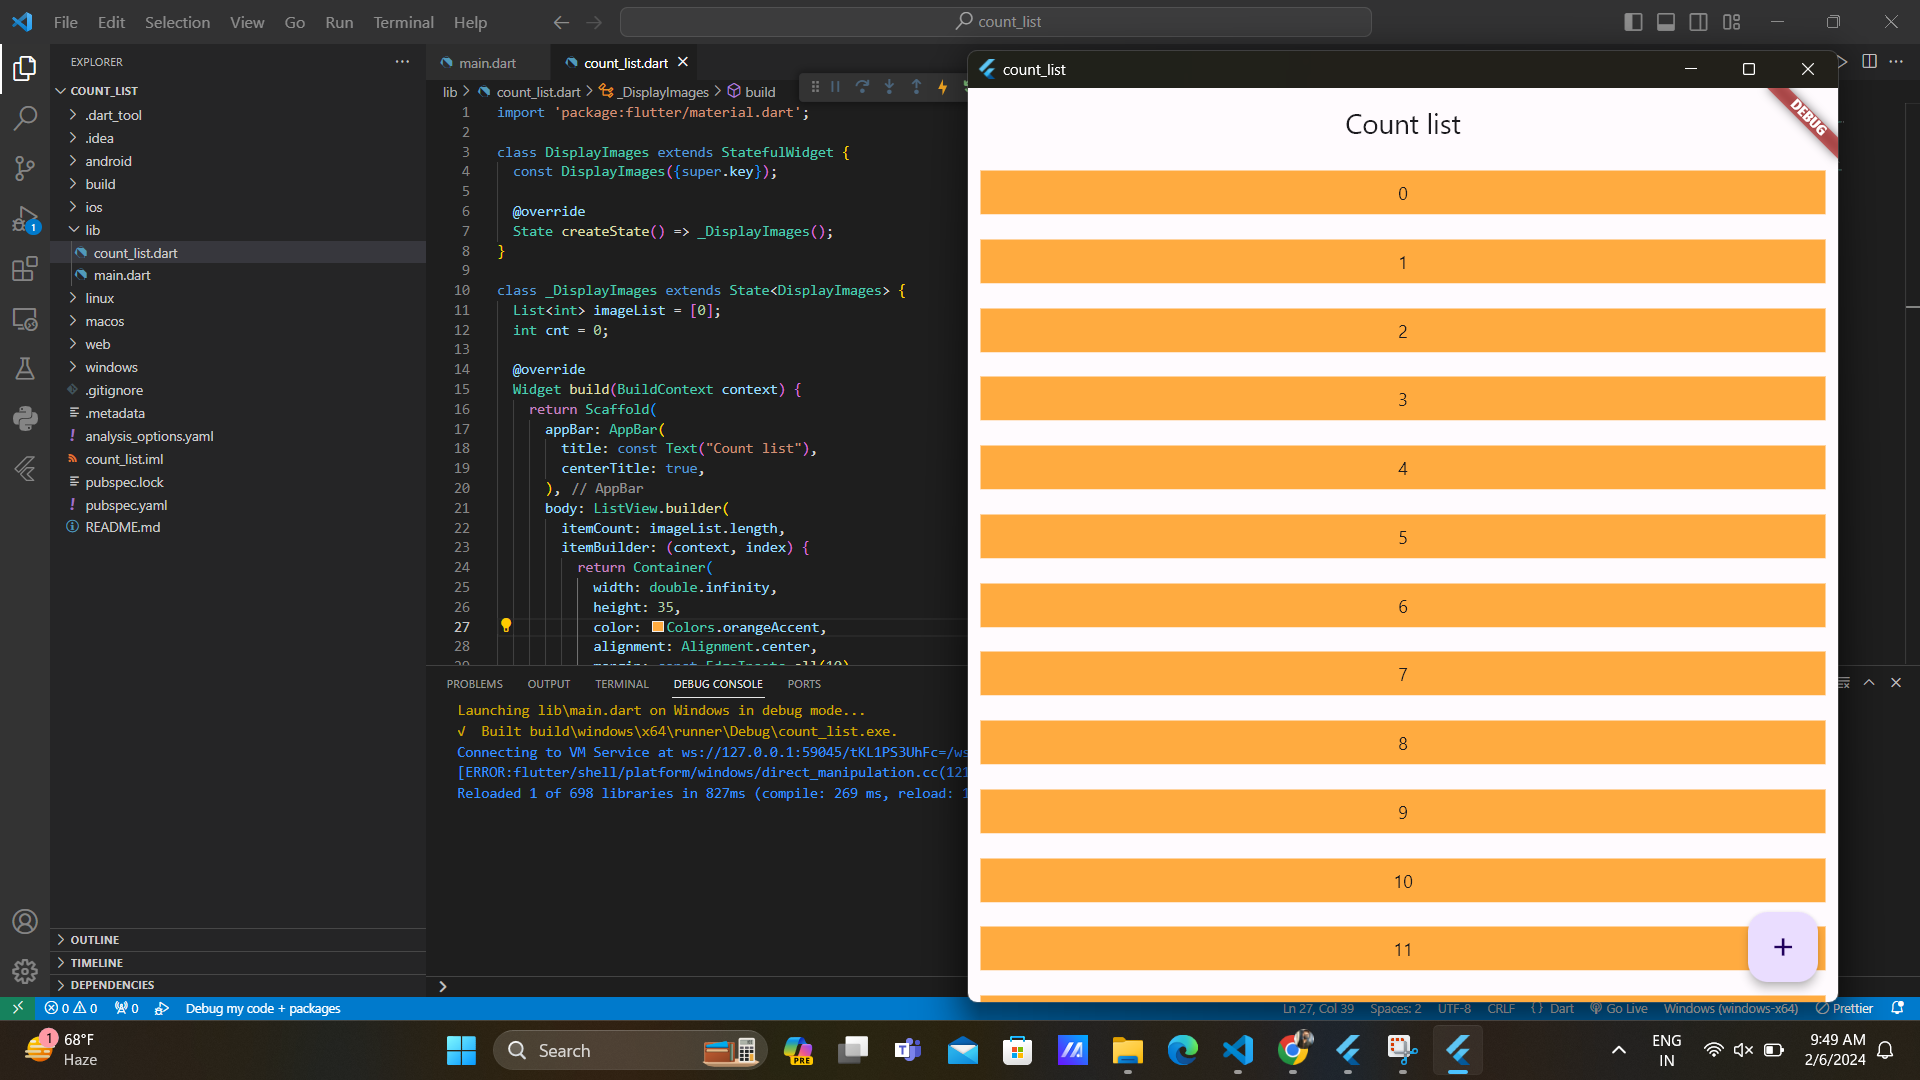 File Edit Selection View Go Run Terminal Help
count_list
EXPLORER
COUNT_LIST
.dart_tool
.idea
android
build
ios
lib
count_list.dart
main.dart
linux
macos
web
windows
.gitignore
.metadata
analysis_options.yaml
count_list.iml
pubspec.lock
pubspec.yaml
README.md
OUTLINE
TIMELINE
DEPENDENCIES
1
main.dart
count_list.dart
lib > count_list.dart > _DisplayImages > build
1 import 'package:flutter/material.dart';
2
3 class DisplayImages extends StatefulWidget {
4 const DisplayImages({super.key});
5
6 @override
7 State createState() => _DisplayImages();
8 }
9
10 class _DisplayImages extends State<DisplayImages> {
11 List<int> imageList = [0];
12 int cnt = 0;
13
14 @override
15 Widget build(BuildContext context) {
16 return Scaffold(
17 appBar: AppBar(
18 title: const Text("Count list"),
19 centerTitle: true,
20 ), // AppBar
21 body: ListView.builder(
22 itemCount: imageList.length,
23 itemBuilder: (context, index) {
24 return Container(
25 width: double.infinity,
26 height: 35,
27 color: Colors.orangeAccent,
28 alignment: Alignment.center,
29 margin: const EdgeInsets.all(10)
PROBLEMS OUTPUT TERMINAL DEBUG CONSOLE PORTS
Launching lib\main.dart on Windows in debug mode...
√ Built build\windows\x64\runner\Debug\count_list.exe.
Connecting to VM Service at ws://127.0.0.1:59045/tKL1PS3UhFc=/ws
[ERROR:flutter/shell/platform/windows/direct_manipulation.cc(121
Reloaded 1 of 698 libraries in 827ms (compile: 269 ms, reload: 1
count_list
DEBUG
Count list
0
1
2
3
4
5
6
7
8
9
10
11
+
0 0 0 Debug my code + packages
Ln 27, Col 39 Spaces: 2 UTF-8 CRLF {} Dart Go Live Windows (windows-x64) Prettier
1
68°F
Haze
Search
PRE
ENG
IN
9:49 AM
2/6/2024